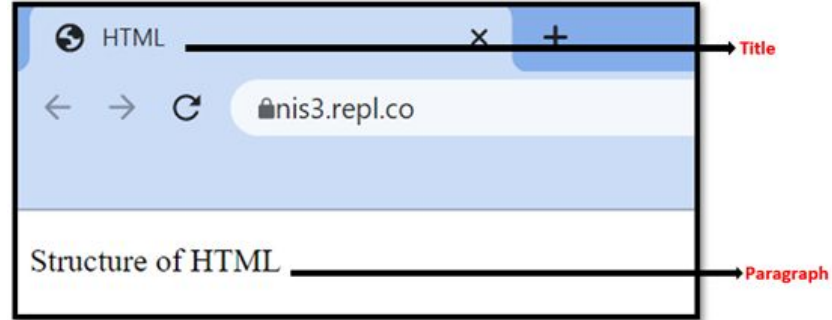 HTML
Title
nis3.repl.co
Structure of HTML
Paragraph